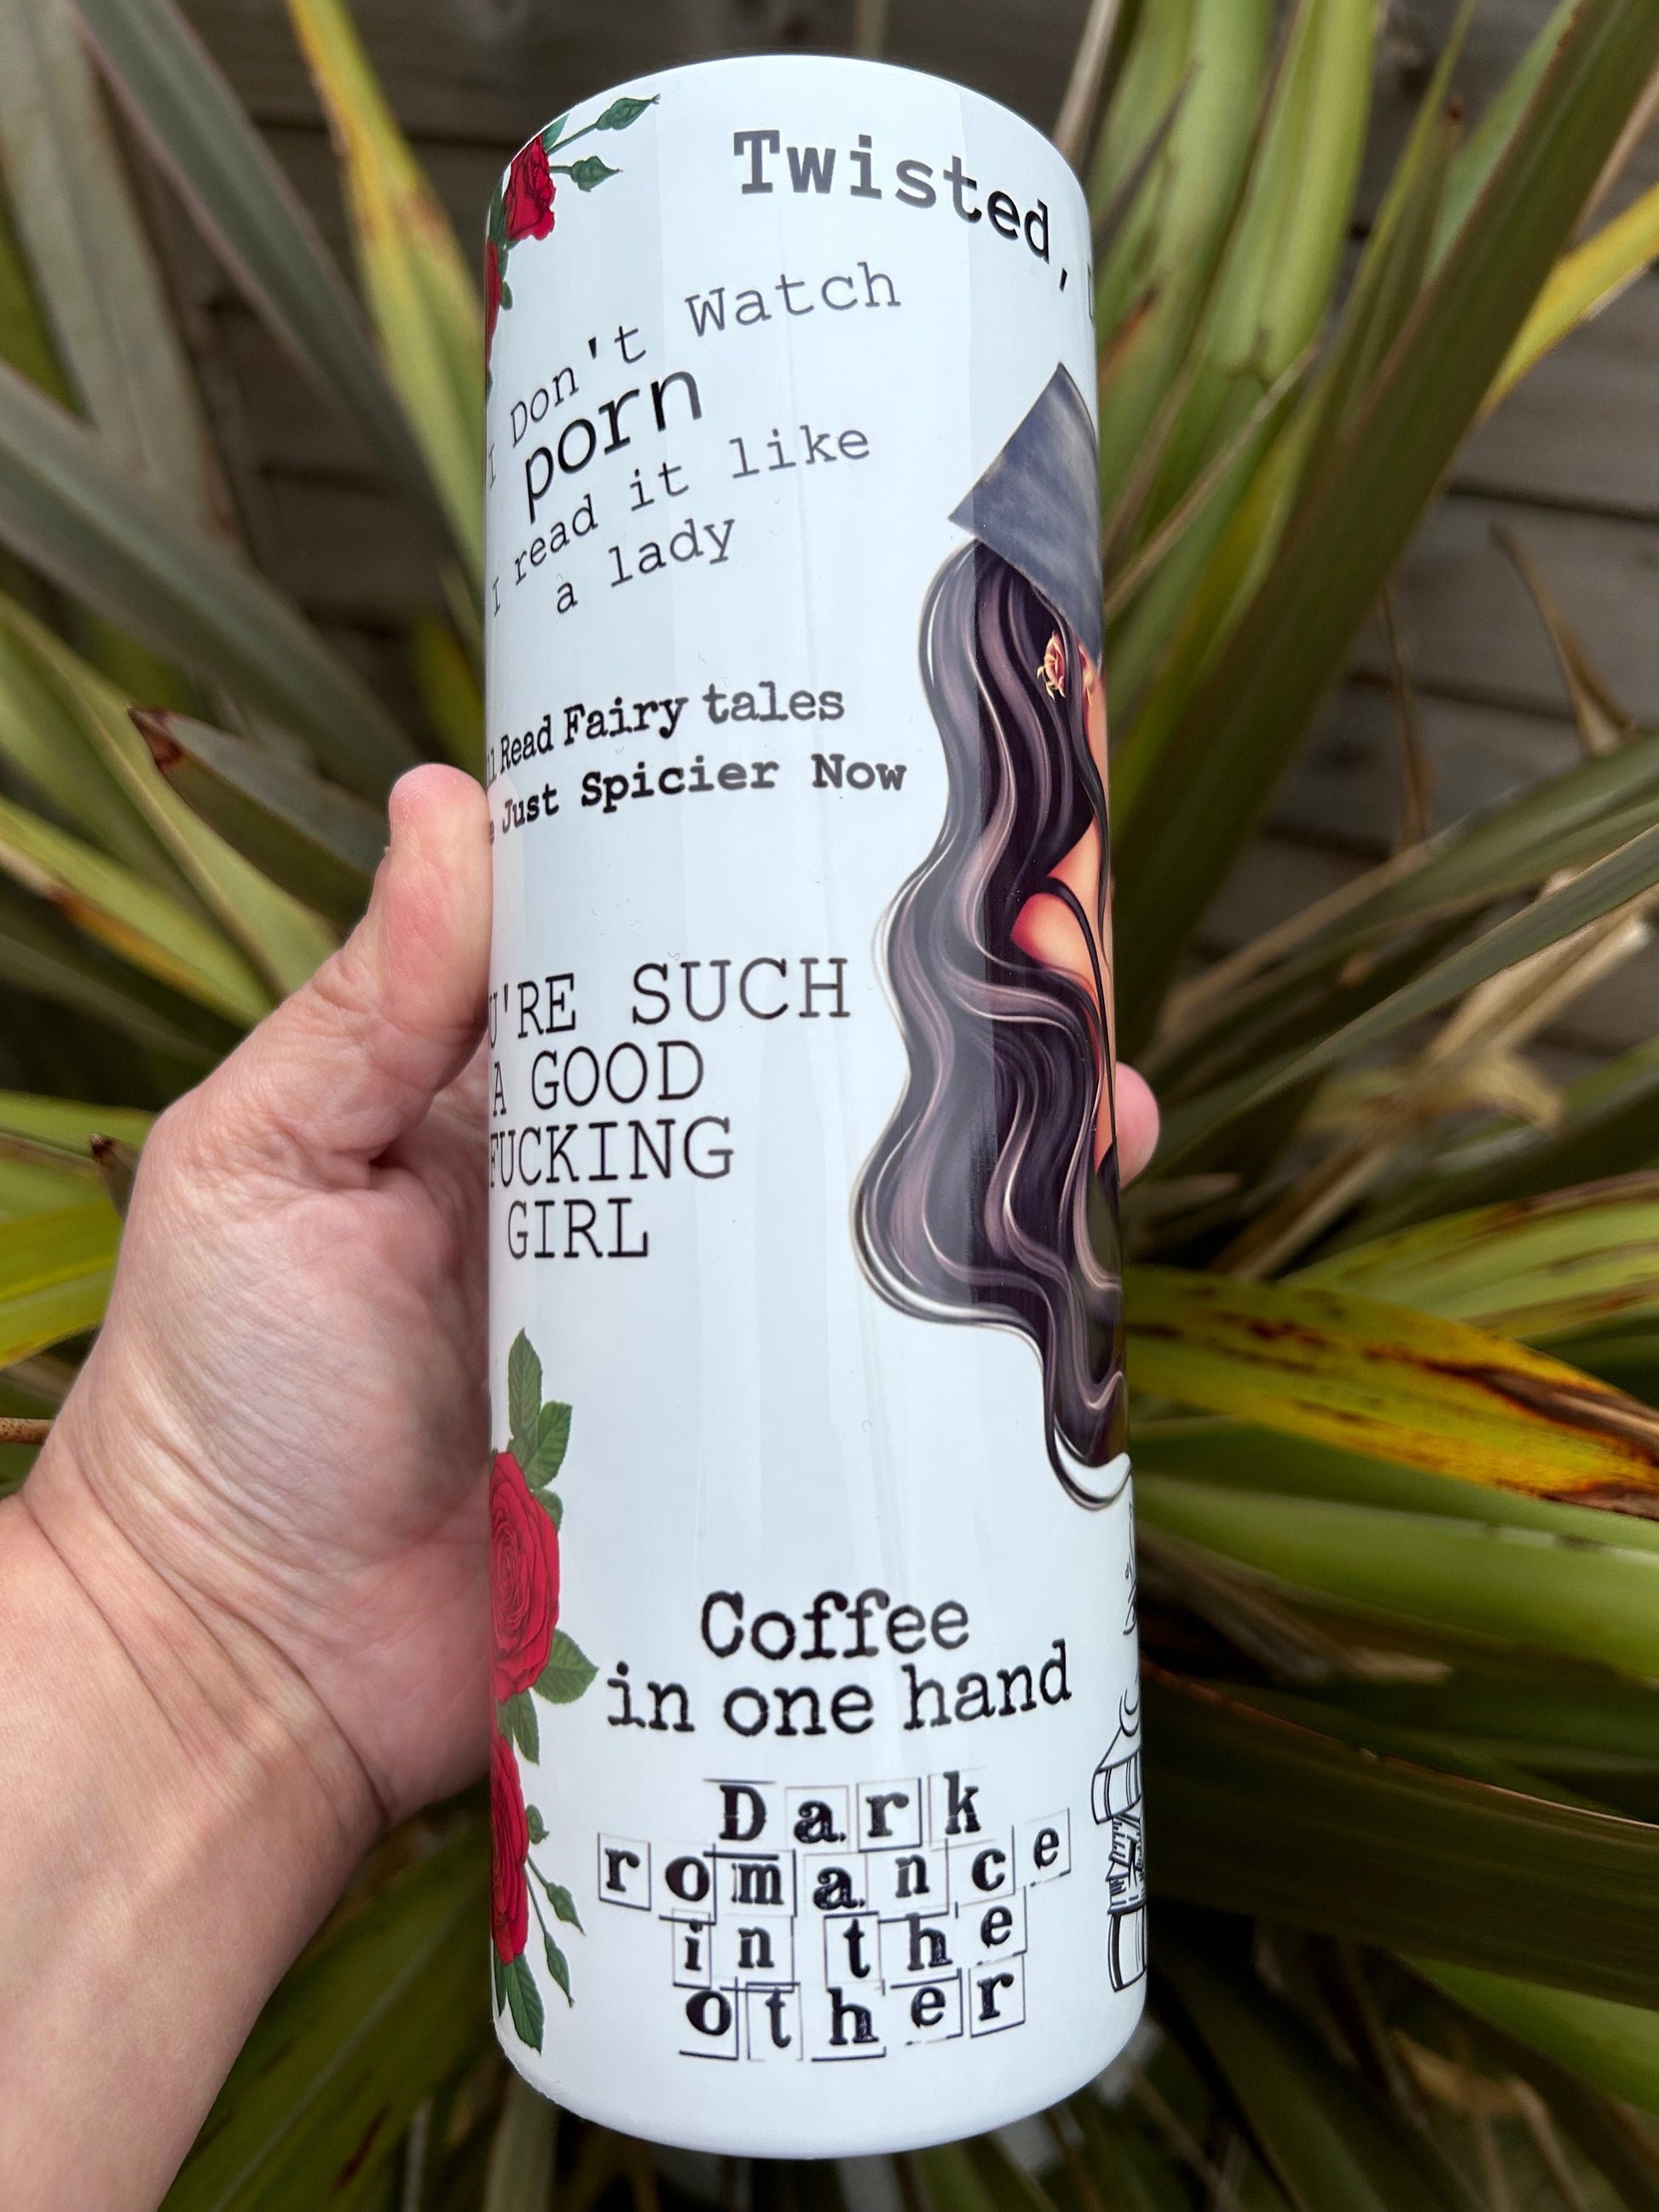 Twisted,
I Don't Watch
porn
I read it like
a lady
Read Fairy tales
Just Spicier Now
U'RE SUCH
A GOOD
FUCKING
GIRL
Coffee
in one hand
Dark
romance
in the
other